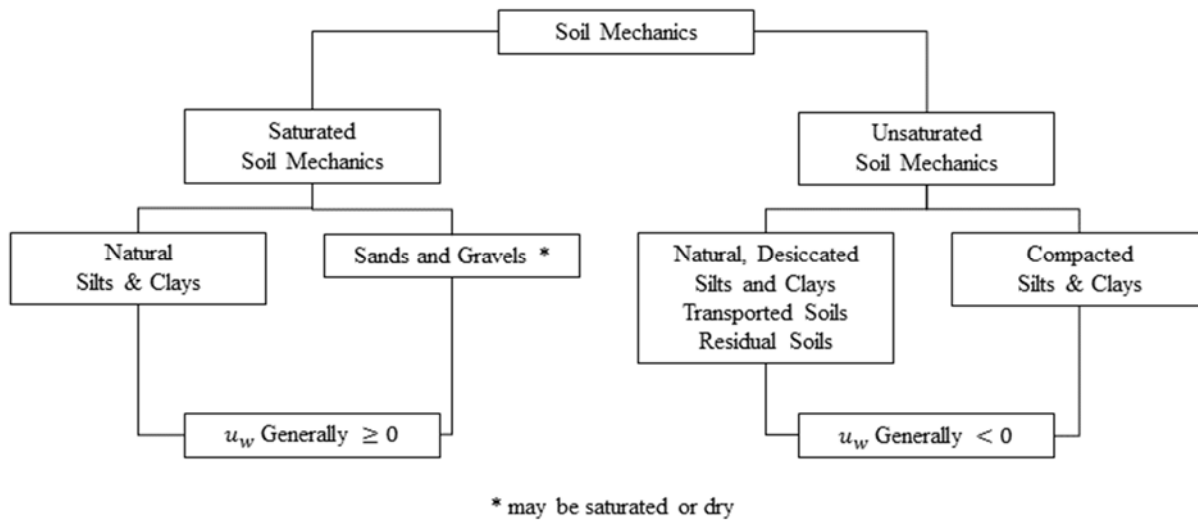 Soil Mechanics
Saturated
Soil Mechanics
Unsaturated
Soil Mechanics
Natural
Silts & Clays
Sands and Gravels *
Natural, Desiccated
Silts and Clays
Transported Soils
Residual Soils
Compacted
Silts & Clays
u_w Generally ≥ 0
u_w Generally < 0
* may be saturated or dry